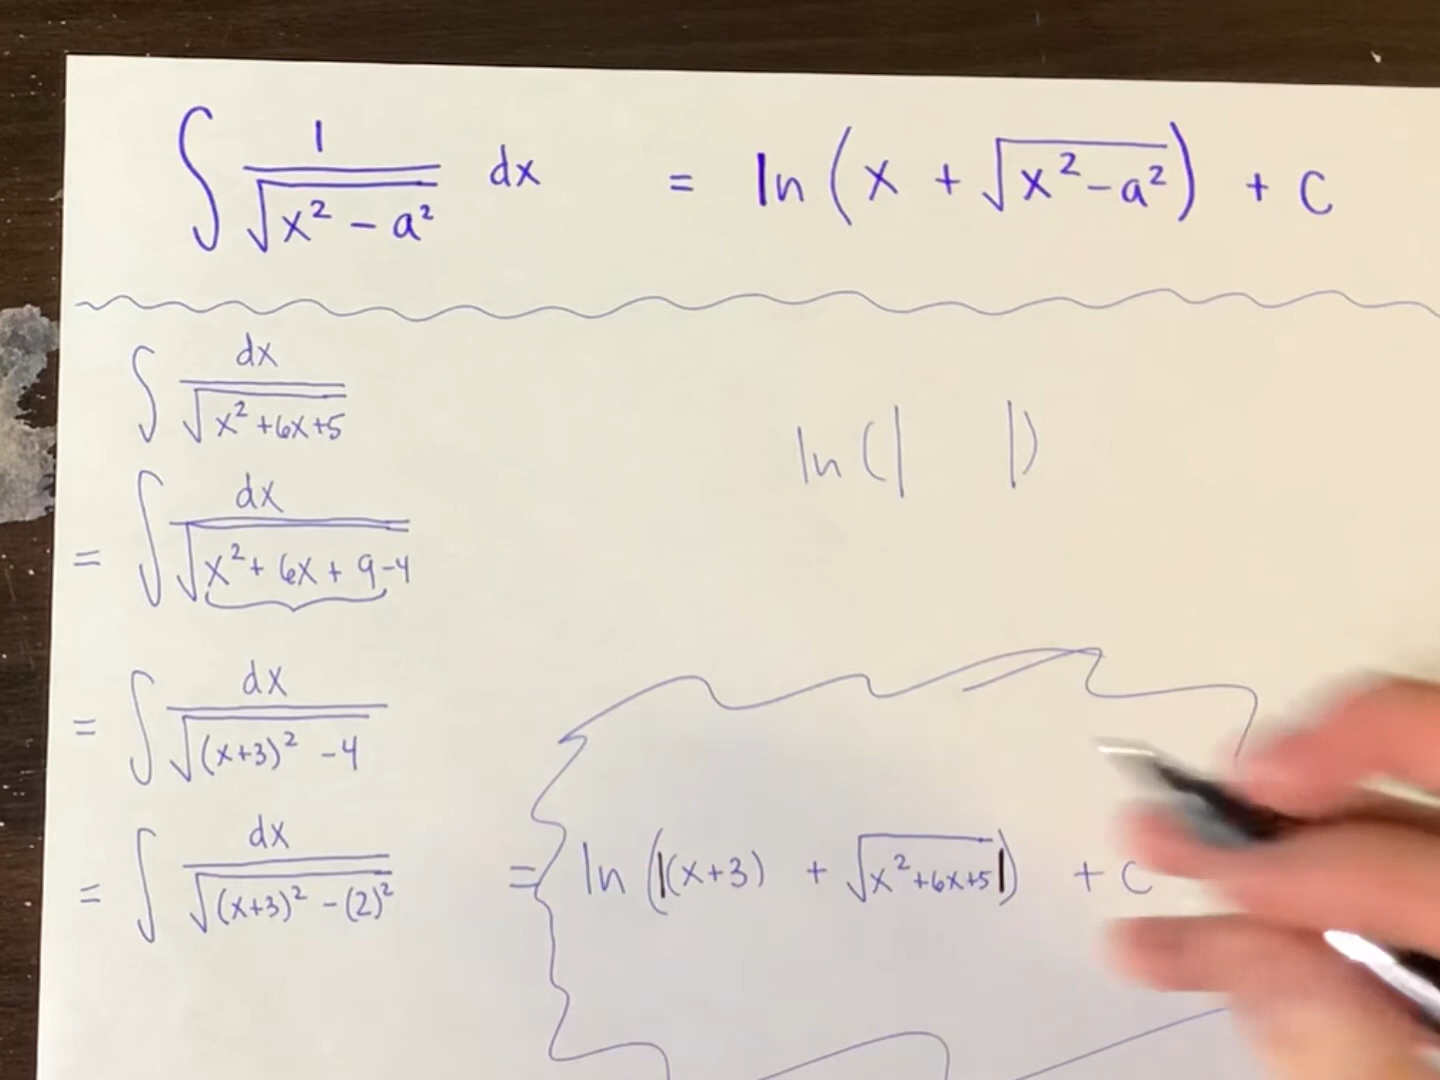 ∫ 1/√(x² - a²) dx = ln(x + √(x² - a²)) + c
∫ dx/√(x² + 6x + 5)
ln(| |)
= ∫ dx/√(x² + 6x + 9 - 4)
= ∫ dx/√((x+3)² - 4)
= ∫ dx/√((x+3)² - (2)²) = ln(|(x+3) + √(x² + 6x + 5)|) + c